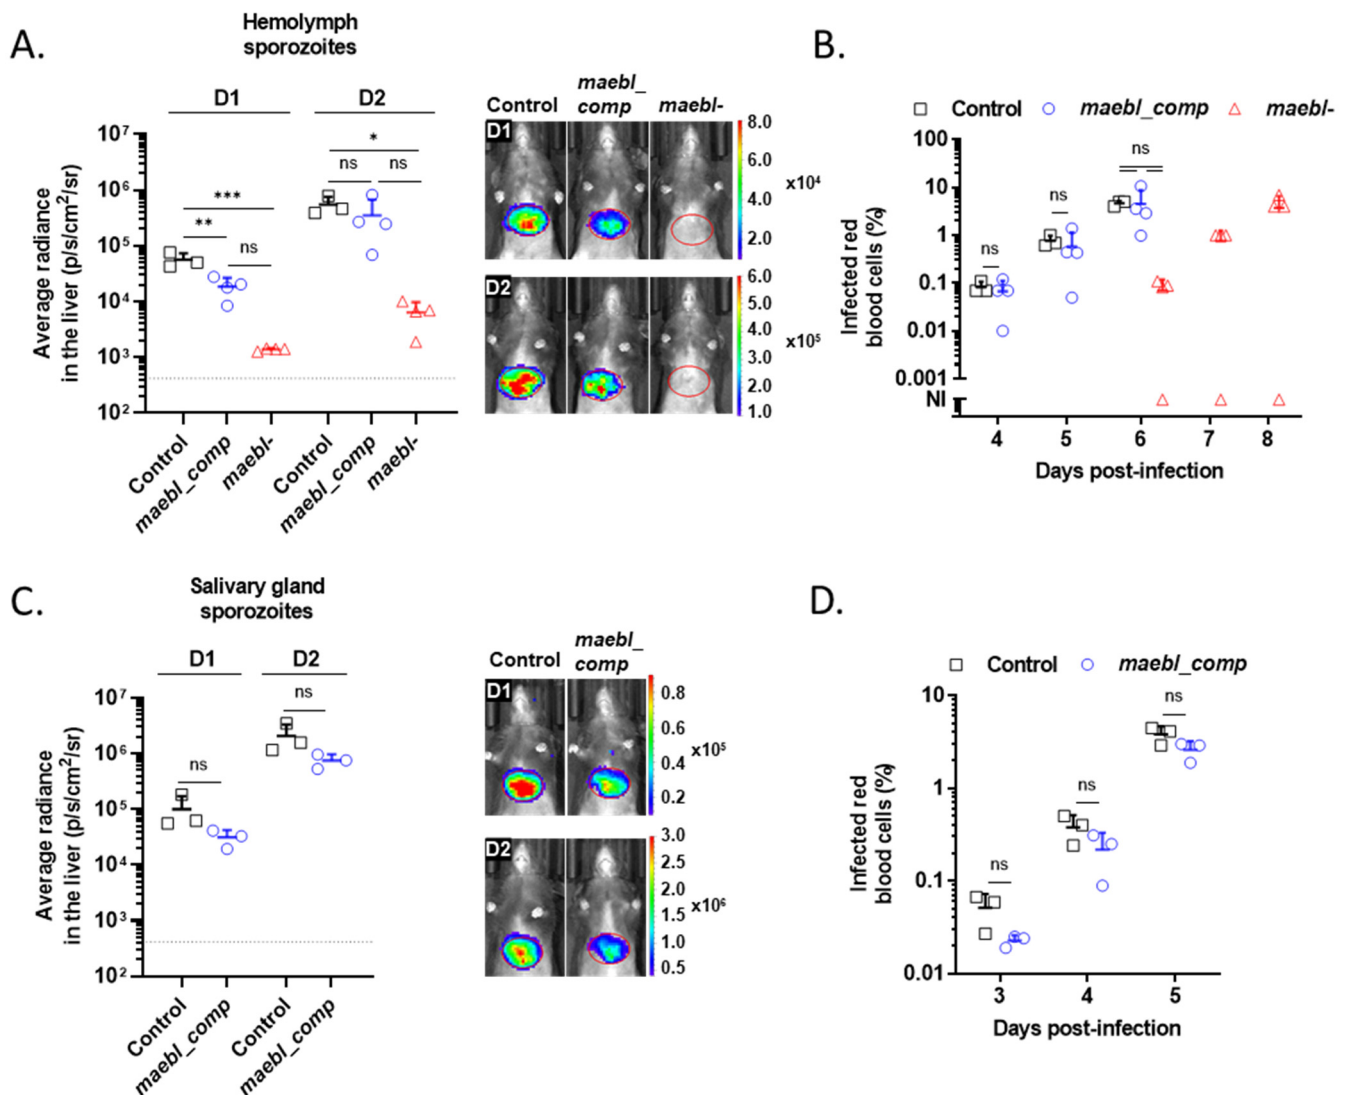 A.
Hemolymph
sporozoites
D1
D2
Average radiance
in the liver (p/s/cm²/sr)
10⁷
10⁶
10⁵
10⁴
10³
10²
***
**
ns
*
ns
ns
Control
maebl_comp
maebl-
Control
maebl_comp
maebl-
Control
maebl_
comp
maebl-
D1
8.0
6.0
x10⁴
4.0
2.0
D2
6.0
5.0
4.0
x10⁵
3.0
2.0
1.0
B.
Control
maebl_comp
maebl-
Infected red
blood cells (%)
100
10
1
0.1
0.01
0.001
NI
ns
ns
ns
4
5
6
7
8
Days post-infection
C.
Salivary gland
sporozoites
D1
D2
Average radiance
in the liver (p/s/cm²/sr)
10⁷
10⁶
10⁵
10⁴
10³
10²
ns
ns
Control
maebl_comp
Control
maebl_comp
Control
maebl_
comp
D1
0.8
0.6
x10⁵
0.4
0.2
D2
3.0
2.5
2.0
x10⁶
1.5
1.0
0.5
D.
Control
maebl_comp
Infected red
blood cells (%)
10
1
0.1
0.01
ns
ns
ns
3
4
5
Days post-infection